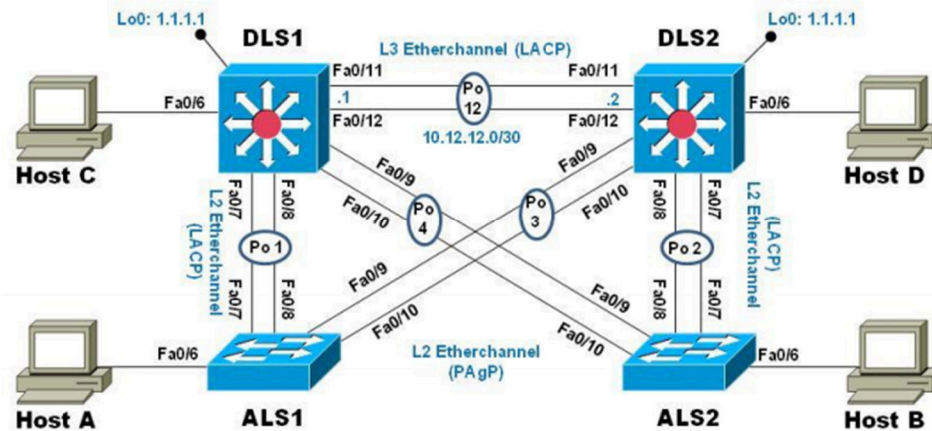 Lo0: 1.1.1.1
Lo0: 1.1.1.1
DLS1
DLS2
L3 Etherchannel (LACP)
Fa0/11
Fa0/11
Fa0/6
.1
Po
12
.2
Fa0/6
Fa0/12
Fa0/12
10.12.12.0/30
Host C
Host D
Fa0/9
Fa0/9
Fa0/7
Fa0/8
Fa0/10
Fa0/10
Fa0/8
Fa0/7
L2 Etherchannel
(LACP)
Po 1
Po
4
Po
3
Po 2
L2 Etherchannel
(LACP)
Fa0/7
Fa0/8
Fa0/9
Fa0/10
Fa0/9
Fa0/10
Fa0/8
Fa0/7
Fa0/6
L2 Etherchannel
(PAgP)
Fa0/6
Host A
ALS1
ALS2
Host B